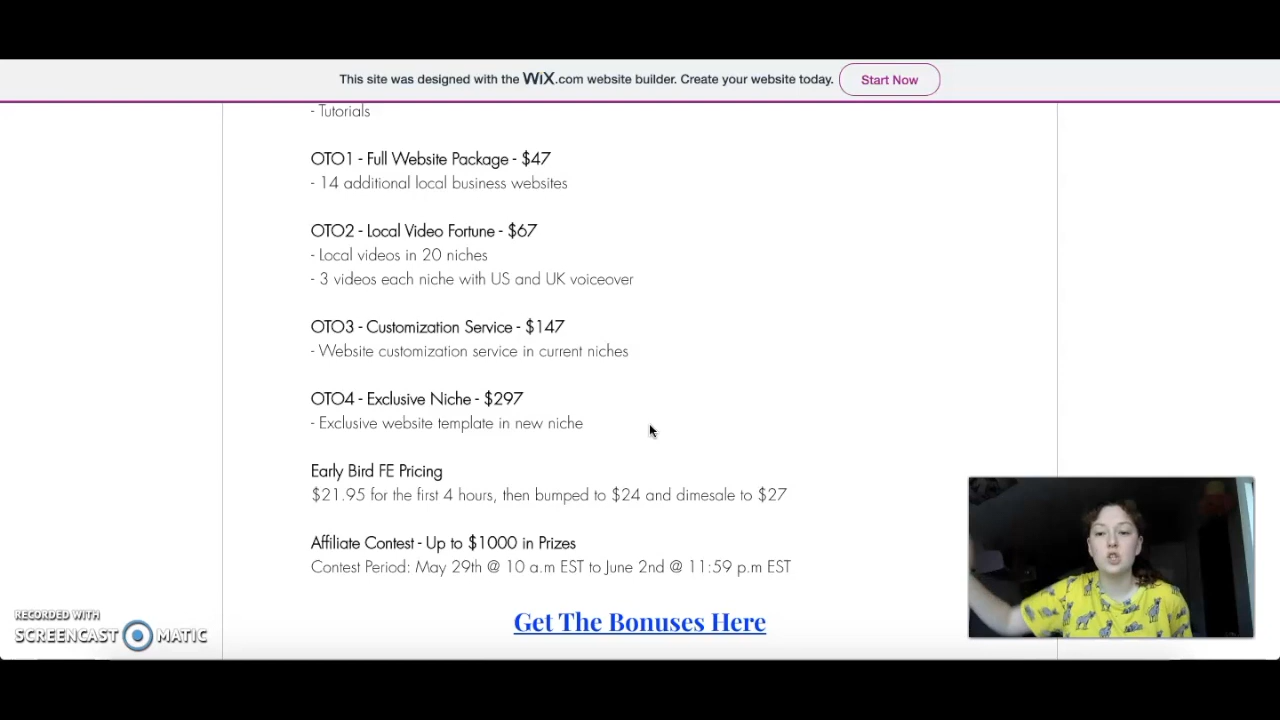 This site was designed with the WiX.com website builder. Create your website today.
Start Now
- Tutorials
OTO1 - Full Website Package - $47
- 14 additional local business websites
OTO2 - Local Video Fortune - $67
- Local videos in 20 niches
- 3 videos each niche with US and UK voiceover
OTO3 - Customization Service - $147
- Website customization service in current niches
OTO4 - Exclusive Niche - $297
- Exclusive website template in new niche
Early Bird FE Pricing
$21.95 for the first 4 hours, then bumped to $24 and dimesale to $27
Affiliate Contest - Up to $1000 in Prizes
Contest Period: May 29th @ 10 a.m EST to June 2nd @ 11:59 p.m EST
Get The Bonuses Here
RECORDED WITH
SCREENCAST MATIC